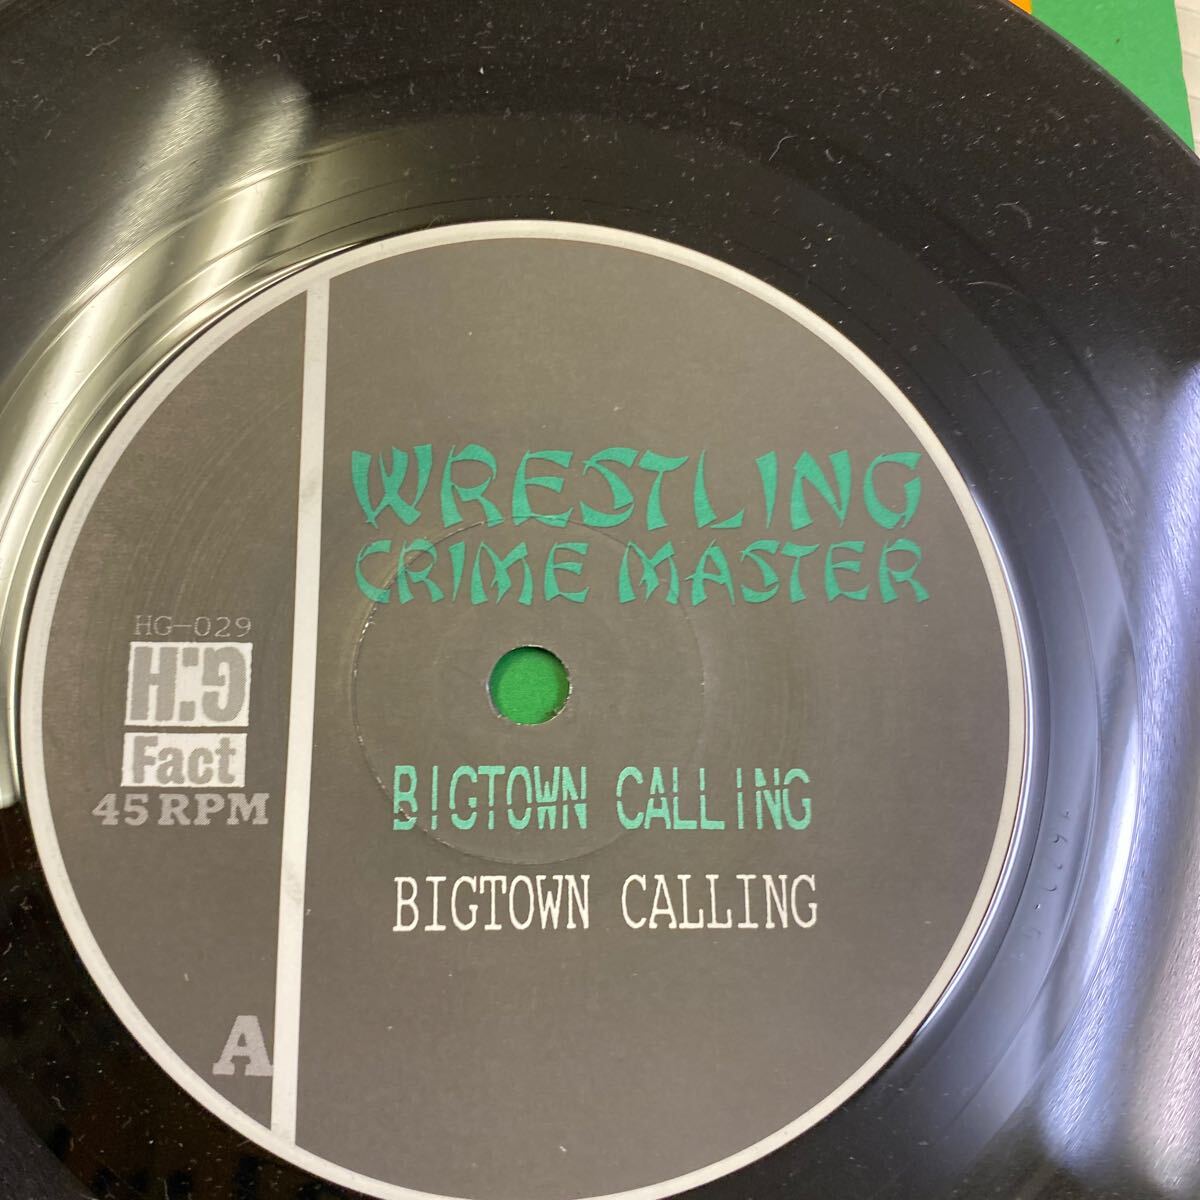 WRESTLING
CRIME MASTER
HG-029
H:G
Fact
45 RPM
BIGTOWN CALLING
BIGTOWN CALLING
A